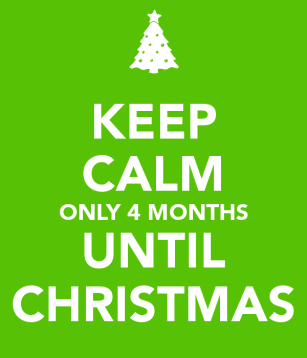 KEEP
CALM
ONLY 4 MONTHS
UNTIL
CHRISTMAS